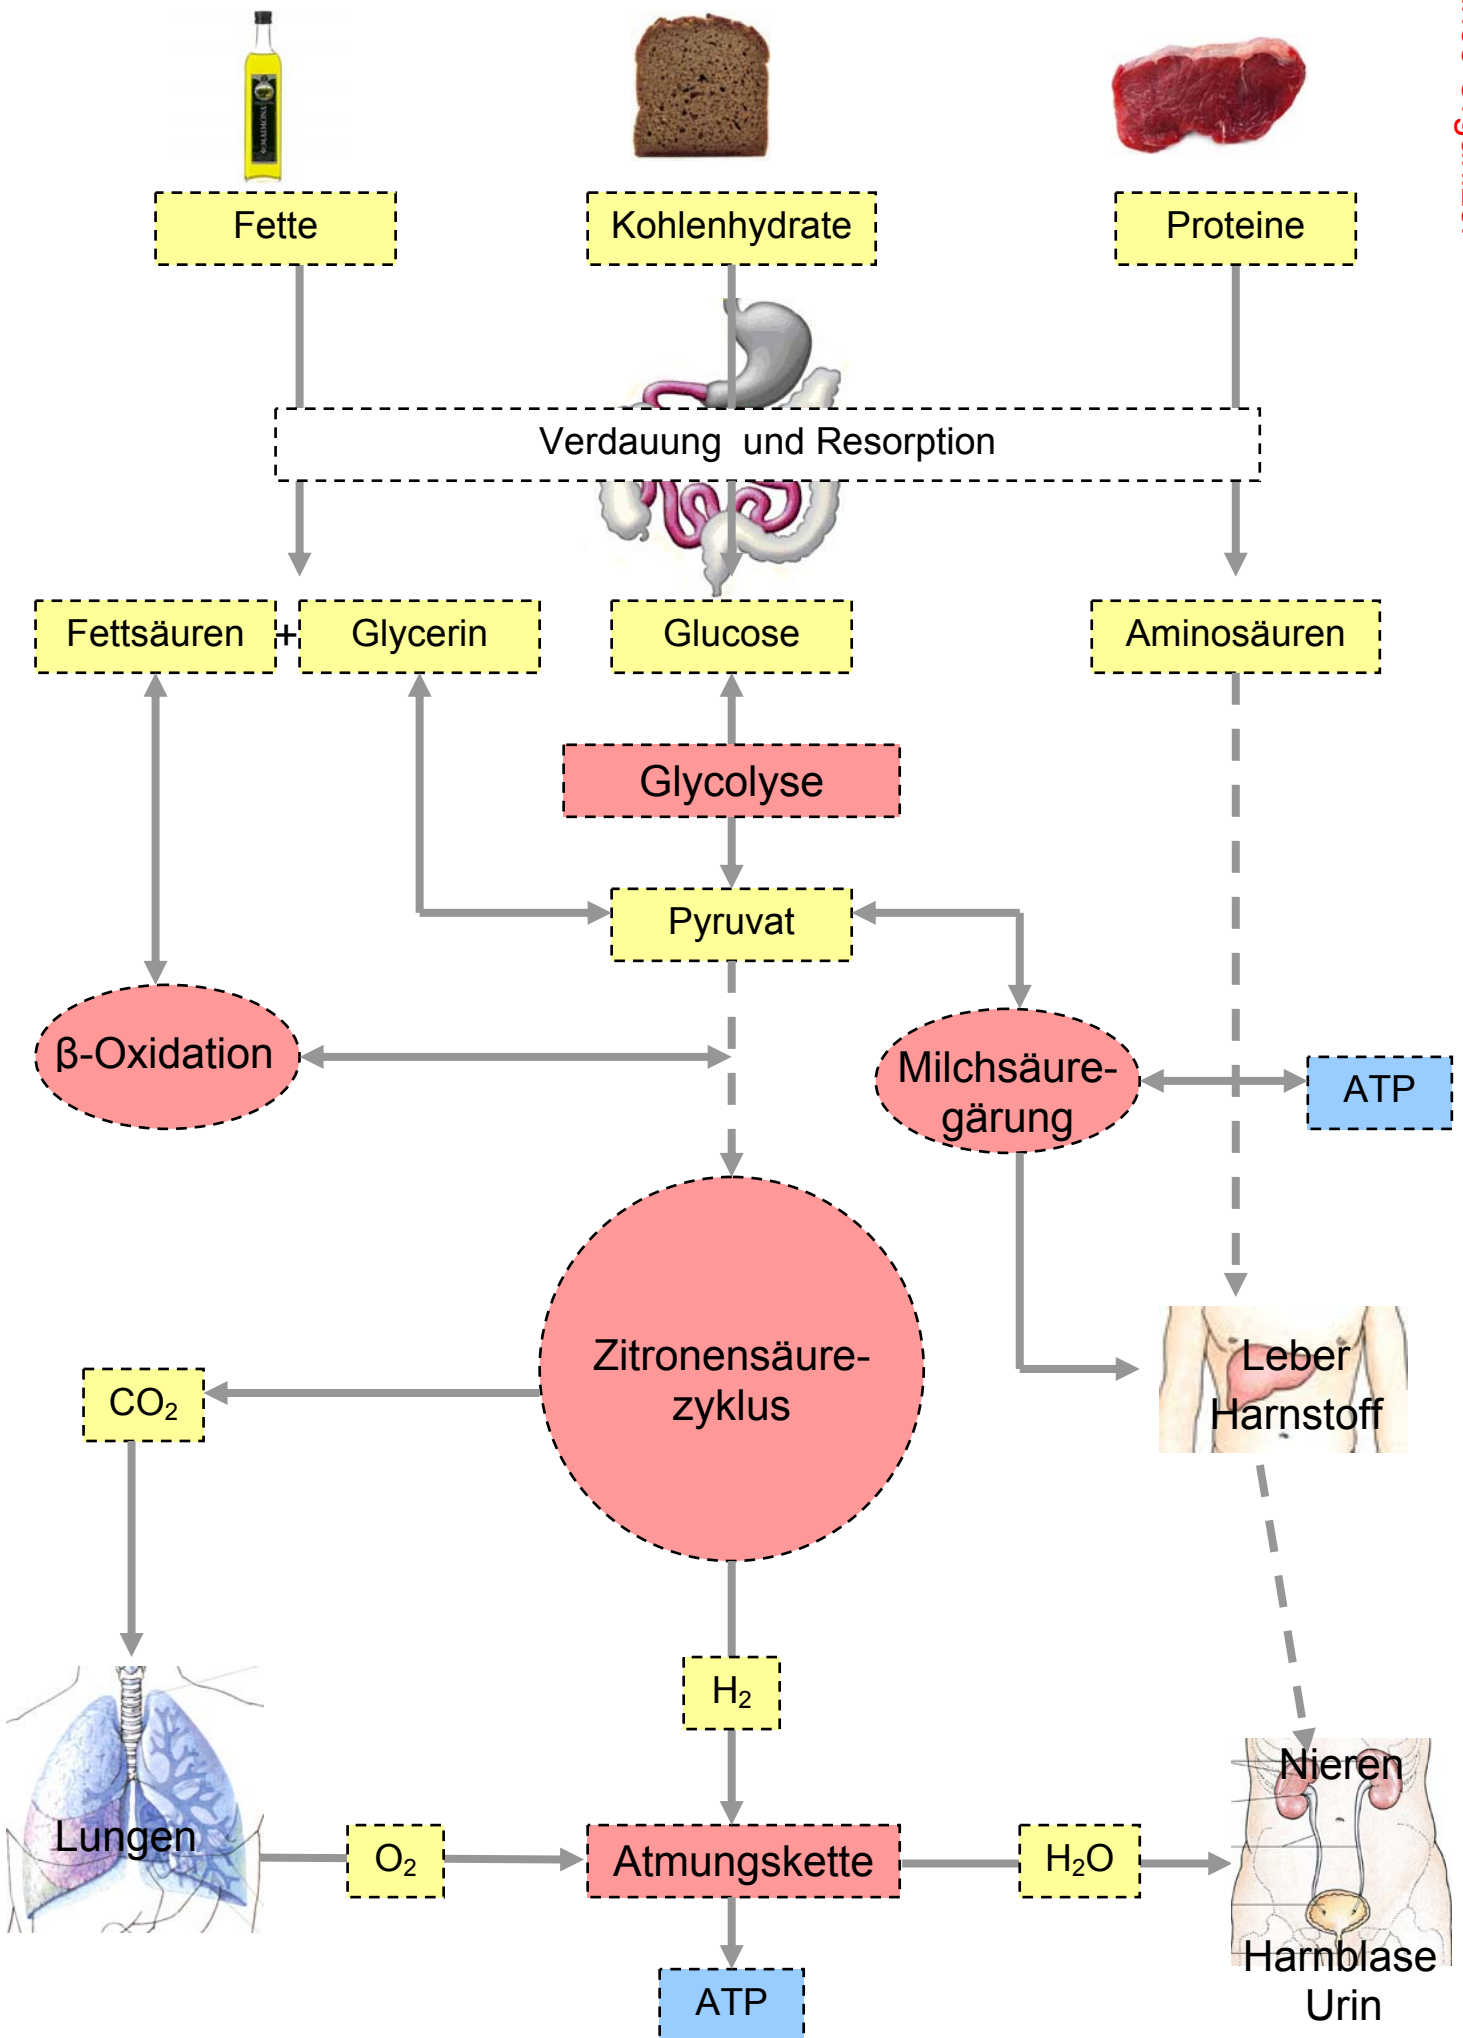 Fette
Kohlenhydrate
Proteine
Verdauung und Resorption
Fettsäuren
+
Glycerin
Glucose
Aminosäuren
Glycolyse
Pyruvat
β-Oxidation
Milchsäure-
gärung
ATP
Zitronensäure-
zyklus
CO₂
Leber
Harnstoff
H₂
Lungen
O₂
Atmungskette
H₂O
Nieren
Harnblase
Urin
ATP